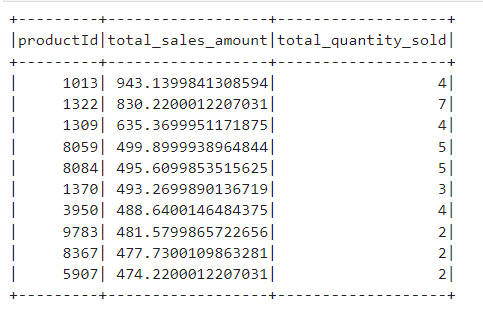 +---------+------------------+-------------------+
|productId|total_sales_amount|total_quantity_sold|
+---------+------------------+-------------------+
|     1013| 943.1399841308594|                  4|
|     1322| 830.2200012207031|                  7|
|     1309| 635.3699951171875|                  4|
|     8059| 499.8999938964844|                  5|
|     8084| 495.6099853515625|                  5|
|     1370| 493.2699890136719|                  3|
|     3950| 488.6400146484375|                  4|
|     9783| 481.5799865722656|                  2|
|     8367| 477.7300109863281|                  2|
|     5907| 474.2200012207031|                  2|
+---------+------------------+-------------------+